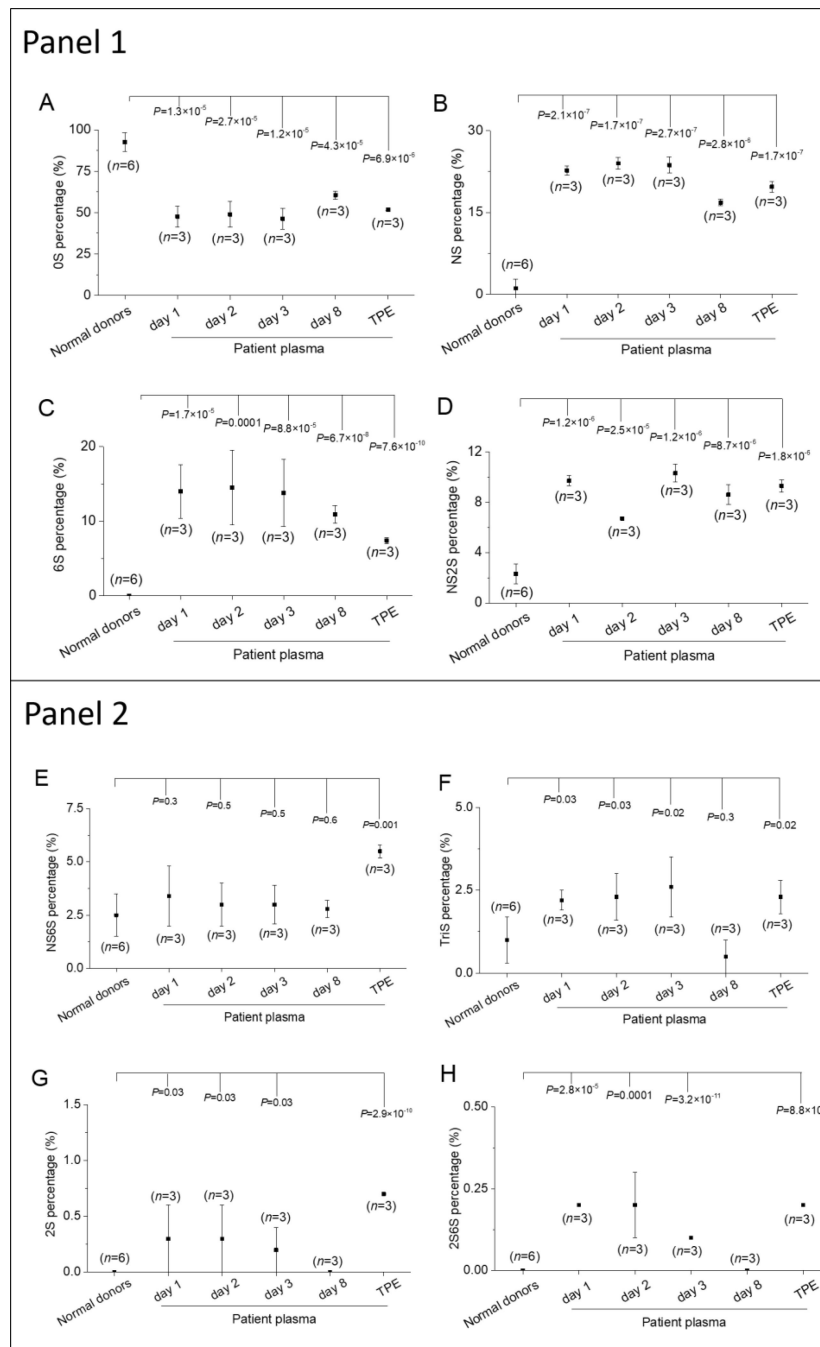 Panel 1
A
P=1.3×10-5
P=2.7×10-5
P=1.2×10-5
P=4.3×10-5
P=6.9×10-6
0S percentage (%)
100
75
50
25
0
(n=6)
(n=3)
(n=3)
(n=3)
(n=3)
(n=3)
Normal donors
day 1
day 2
day 3
day 8
TPE
Patient plasma
B
P=2.1×10-7
P=1.7×10-7
P=2.7×10-7
P=2.8×10-6
P=1.7×10-7
NS percentage (%)
30
15
0
(n=6)
(n=3)
(n=3)
(n=3)
(n=3)
(n=3)
Normal donors
day 1
day 2
day 3
day 8
TPE
Patient plasma
C
P=1.7×10-5
P=0.0001
P=8.8×10-5
P=6.7×10-8
P=7.6×10-10
6S percentage (%)
20
10
0
(n=6)
(n=3)
(n=3)
(n=3)
(n=3)
(n=3)
Normal donors
day 1
day 2
day 3
day 8
TPE
Patient plasma
D
P=1.2×10-6
P=2.5×10-5
P=1.2×10-6
P=8.7×10-6
P=1.8×10-6
NS2S percentage (%)
12
8
4
0
(n=6)
(n=3)
(n=3)
(n=3)
(n=3)
(n=3)
Normal donors
day 1
day 2
day 3
day 8
TPE
Patient plasma
Panel 2
E
P=0.3
P=0.5
P=0.5
P=0.6
P=0.001
NS6S percentage (%)
7.5
5.0
2.5
0.0
(n=6)
(n=3)
(n=3)
(n=3)
(n=3)
(n=3)
Normal donors
day 1
day 2
day 3
day 8
TPE
Patient plasma
F
P=0.03
P=0.03
P=0.02
P=0.3
P=0.02
TriS percentage (%)
5.0
2.5
0.0
(n=6)
(n=3)
(n=3)
(n=3)
(n=3)
(n=3)
Normal donors
day 1
day 2
day 3
day 8
TPE
Patient plasma
G
P=0.03
P=0.03
P=0.03
P=2.9×10-10
2S percentage (%)
1.5
1.0
0.5
0.0
(n=6)
(n=3)
(n=3)
(n=3)
(n=3)
(n=3)
Normal donors
day 1
day 2
day 3
day 8
TPE
Patient plasma
H
P=2.8×10-5
P=0.0001
P=3.2×10-11
P=8.8×10
2S6S percentage (%)
0.50
0.25
0.00
(n=6)
(n=3)
(n=3)
(n=3)
(n=3)
(n=3)
Normal donors
day 1
day 2
day 3
day 8
TPE
Patient plasma